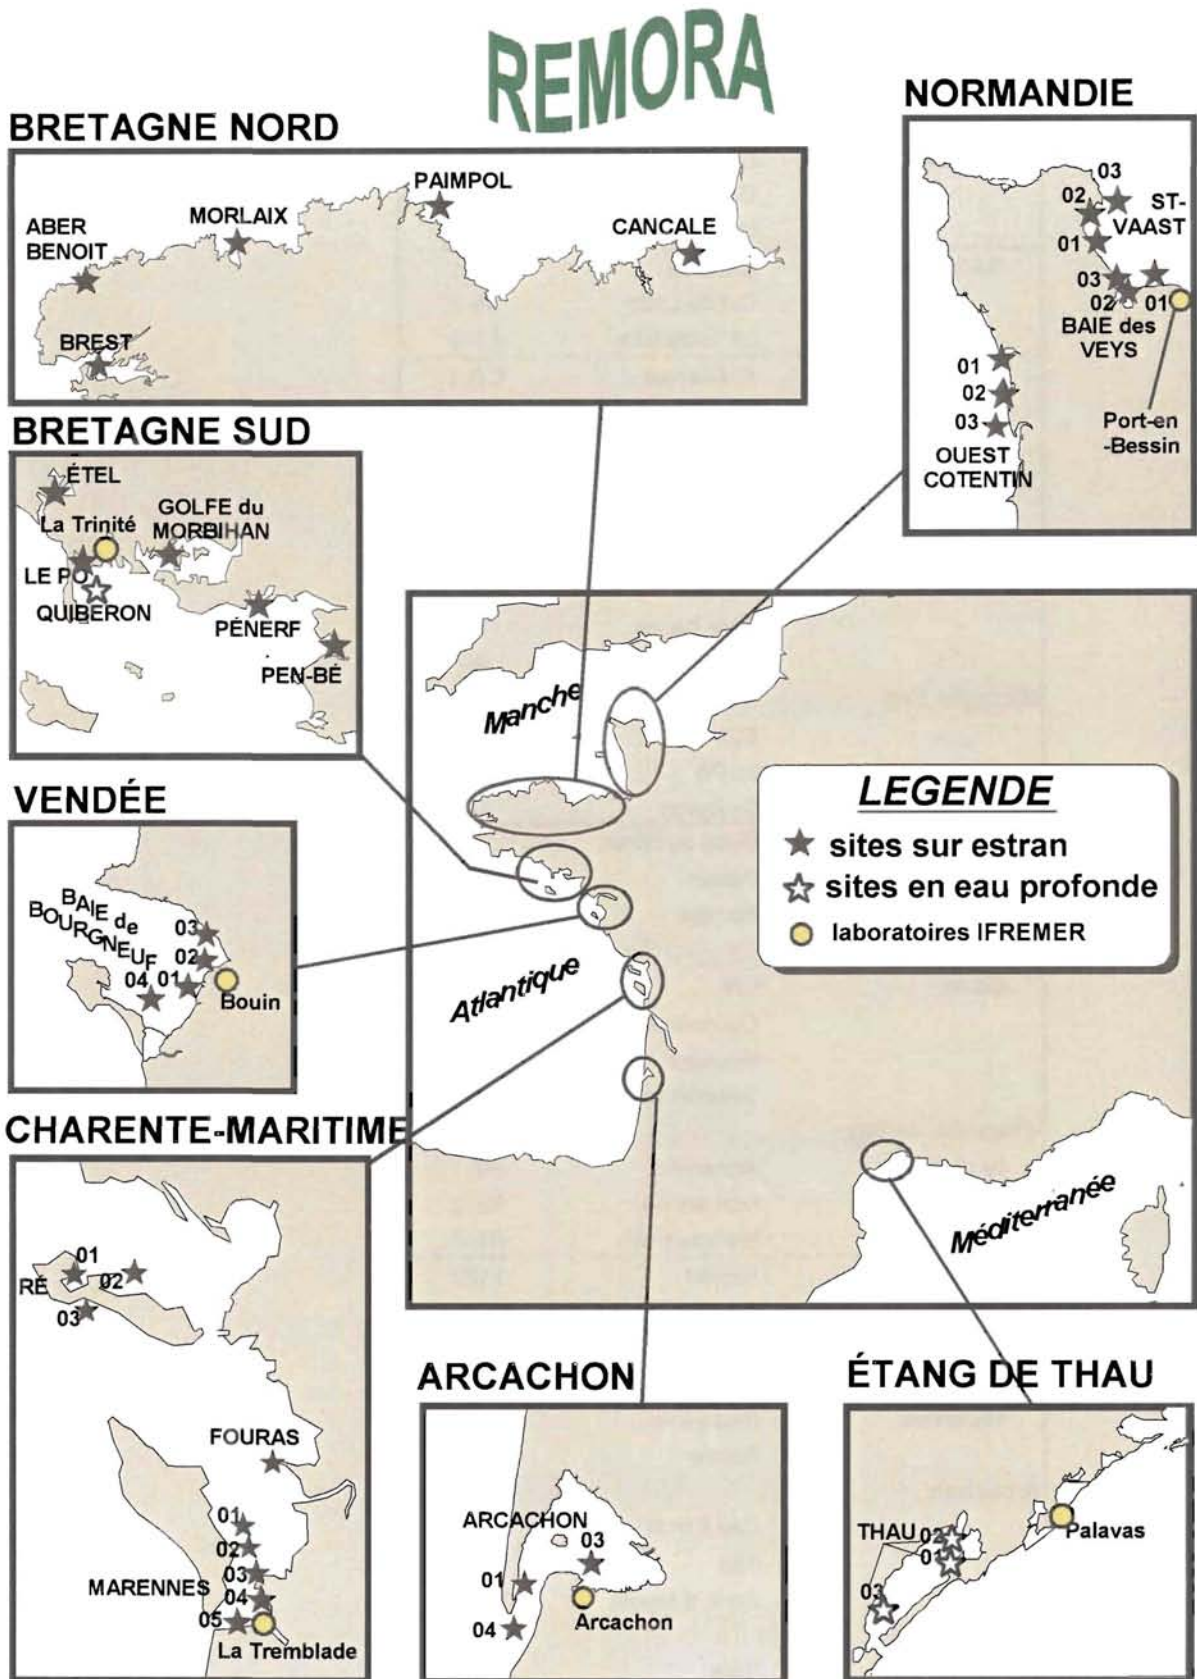 REMORA
BRETAGNE NORD
ABER
BENOIT
MORLAIX
PAIMPOL
CANCALE
BREST
NORMANDIE
03
02
ST-
VAAST
01
03
02
01
BAIE des
VEYS
01
02
03
Port-en
-Bessin
OUEST
COTENTIN
BRETAGNE SUD
ÉTEL
La Trinité
GOLFE du
MORBIHAN
LE PO
QUIBERON
PÉNERF
PEN-BÉ
VENDÉE
BAIE de
BOURGNEUF
03
02
01
04
Bouin
Manche
Atlantique
Méditerranée
LEGENDE
sites sur estran
sites en eau profonde
laboratoires IFREMER
CHARENTE-MARITIME
01
RÉ
02
03
FOURAS
01
02
03
MARENNES
04
05
La Tremblade
ARCACHON
ARCACHON
03
01
Arcachon
04
ÉTANG DE THAU
THAU
02
01
03
Palavas